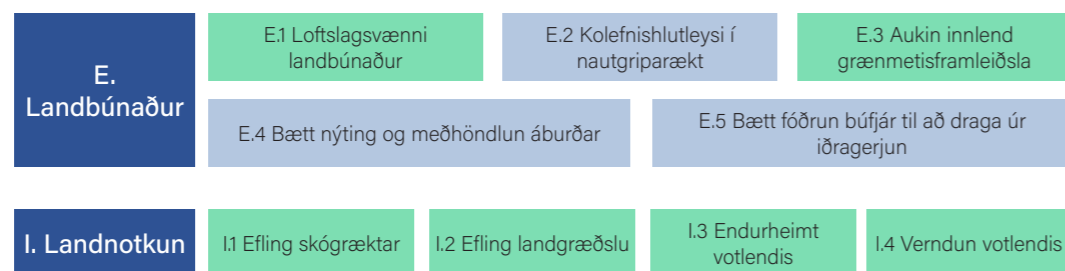 E.
Landbúnaður
E.1 Loftslagsvænni
landbúnaður
E.2 Kolefnishlutleysi í
nautgriparækt
E.3 Aukin innlend
grænmetisframleiðsla
E.4 Bætt nýting og meðhöndlun áburðar
E.5 Bætt fóðrun búfjár til að draga úr
iðragerjun
I. Landnotkun
I.1 Efling skógræktar
I.2 Efling landgræðslu
I.3 Endurheimt
votlendis
I.4 Verndun votlendis